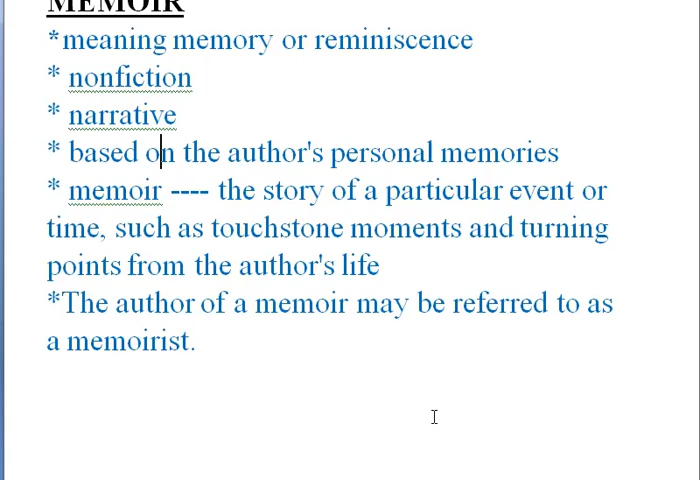 MEMOIR
*meaning memory or reminiscence
* nonfiction
* narrative
* based on the author's personal memories
* memoir ---- the story of a particular event or
time, such as touchstone moments and turning
points from the author's life
*The author of a memoir may be referred to as
a memoirist.